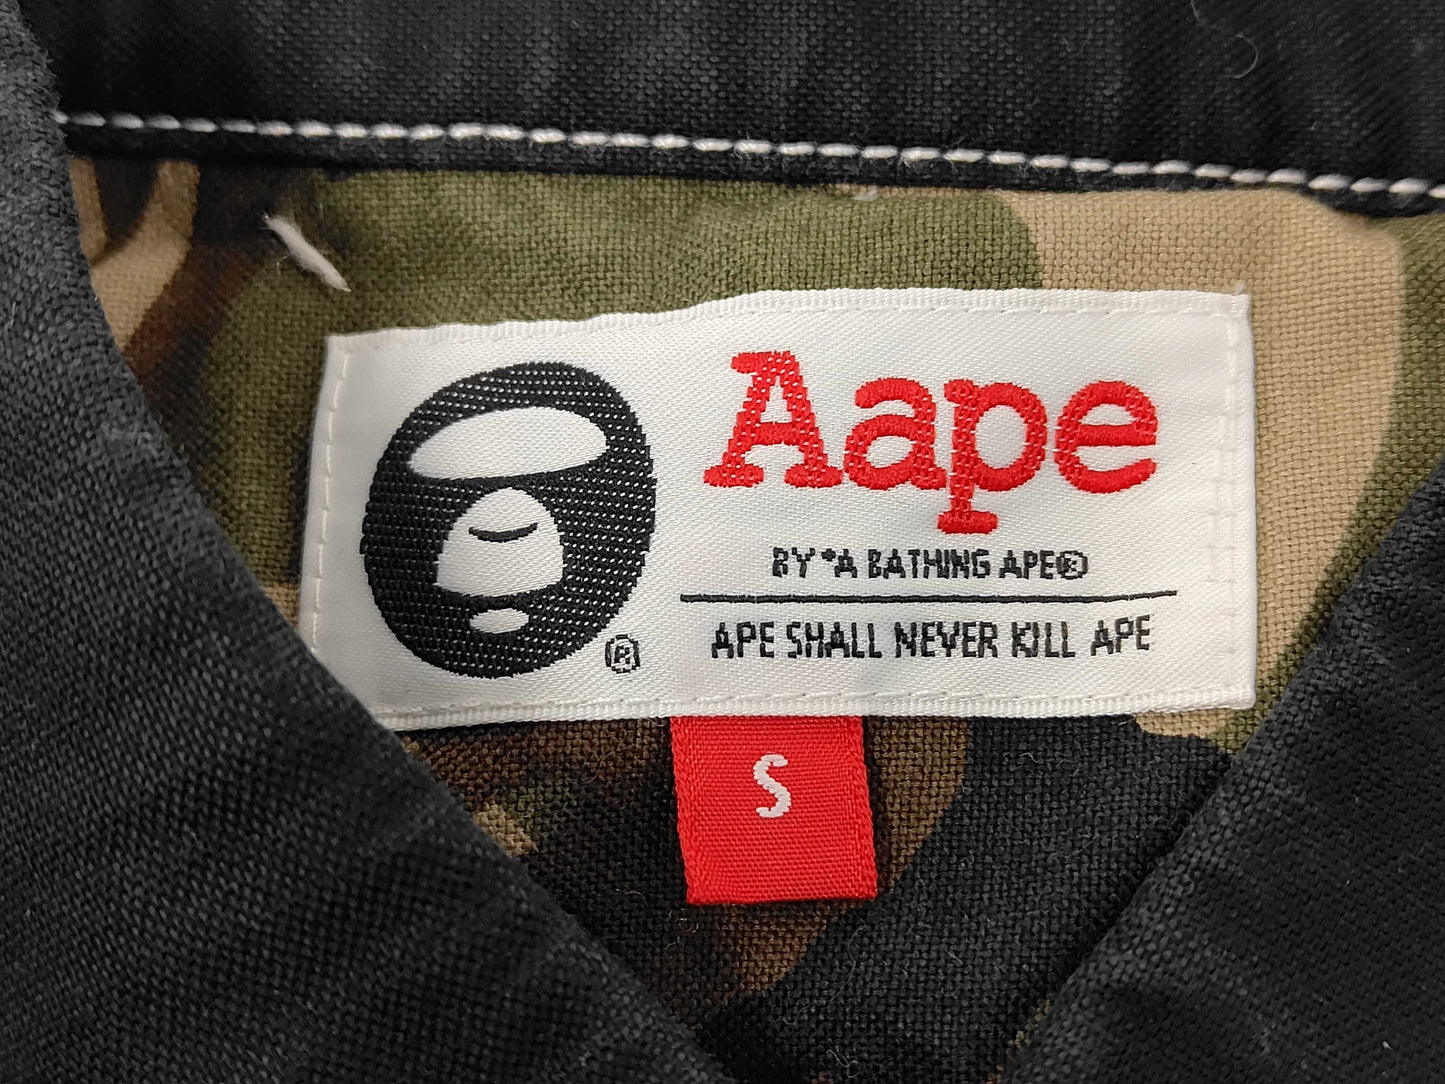 Aape
BY *A BATHING APE®
APE SHALL NEVER KILL APE
®
S